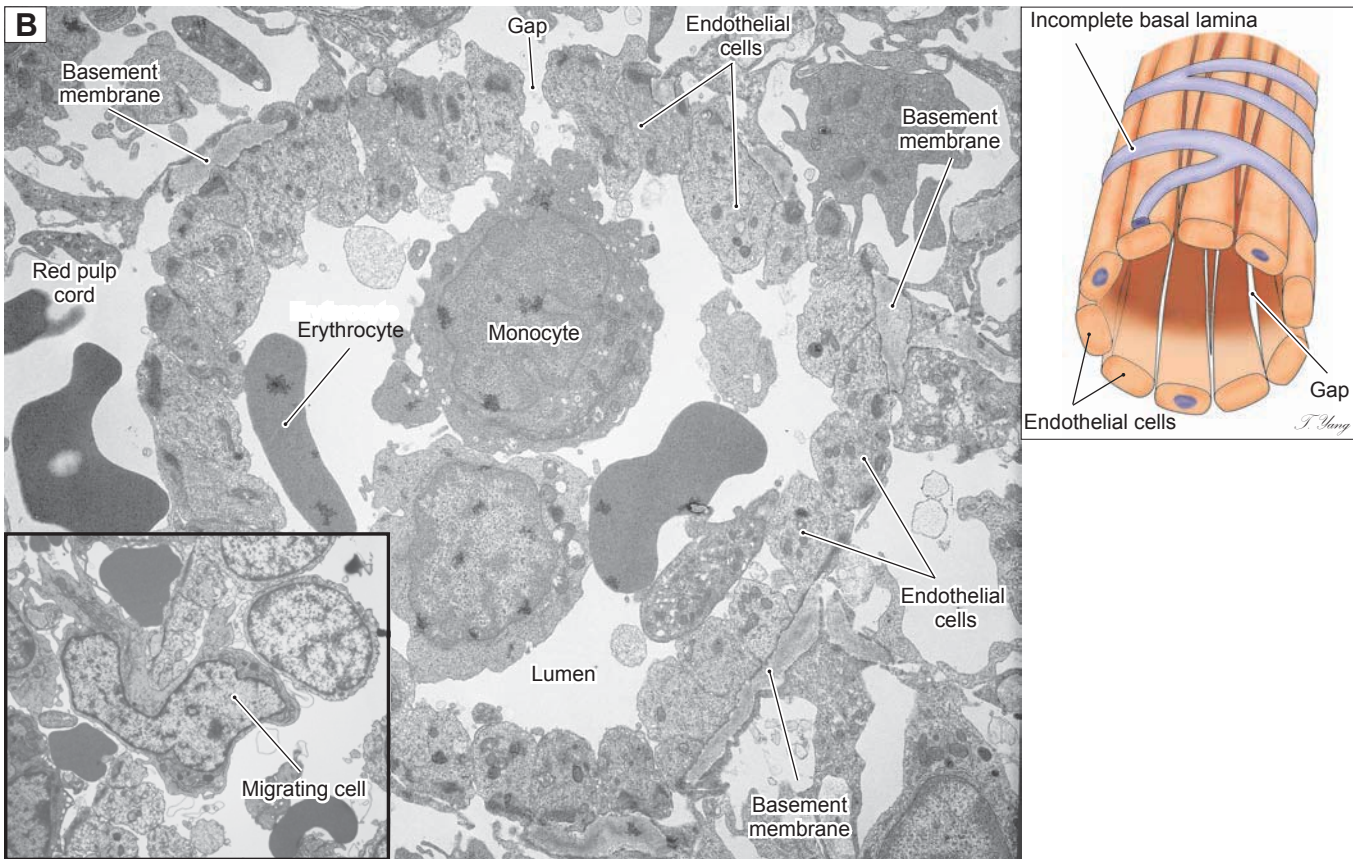 B
Gap
Endothelial
cells
Basement
membrane
Basement
membrane
Red pulp
cord
Erythrocyte
Monocyte
Endothelial
cells
Lumen
Migrating cell
Basement
membrane
Incomplete basal lamina
Gap
Endothelial cells
T. Yang